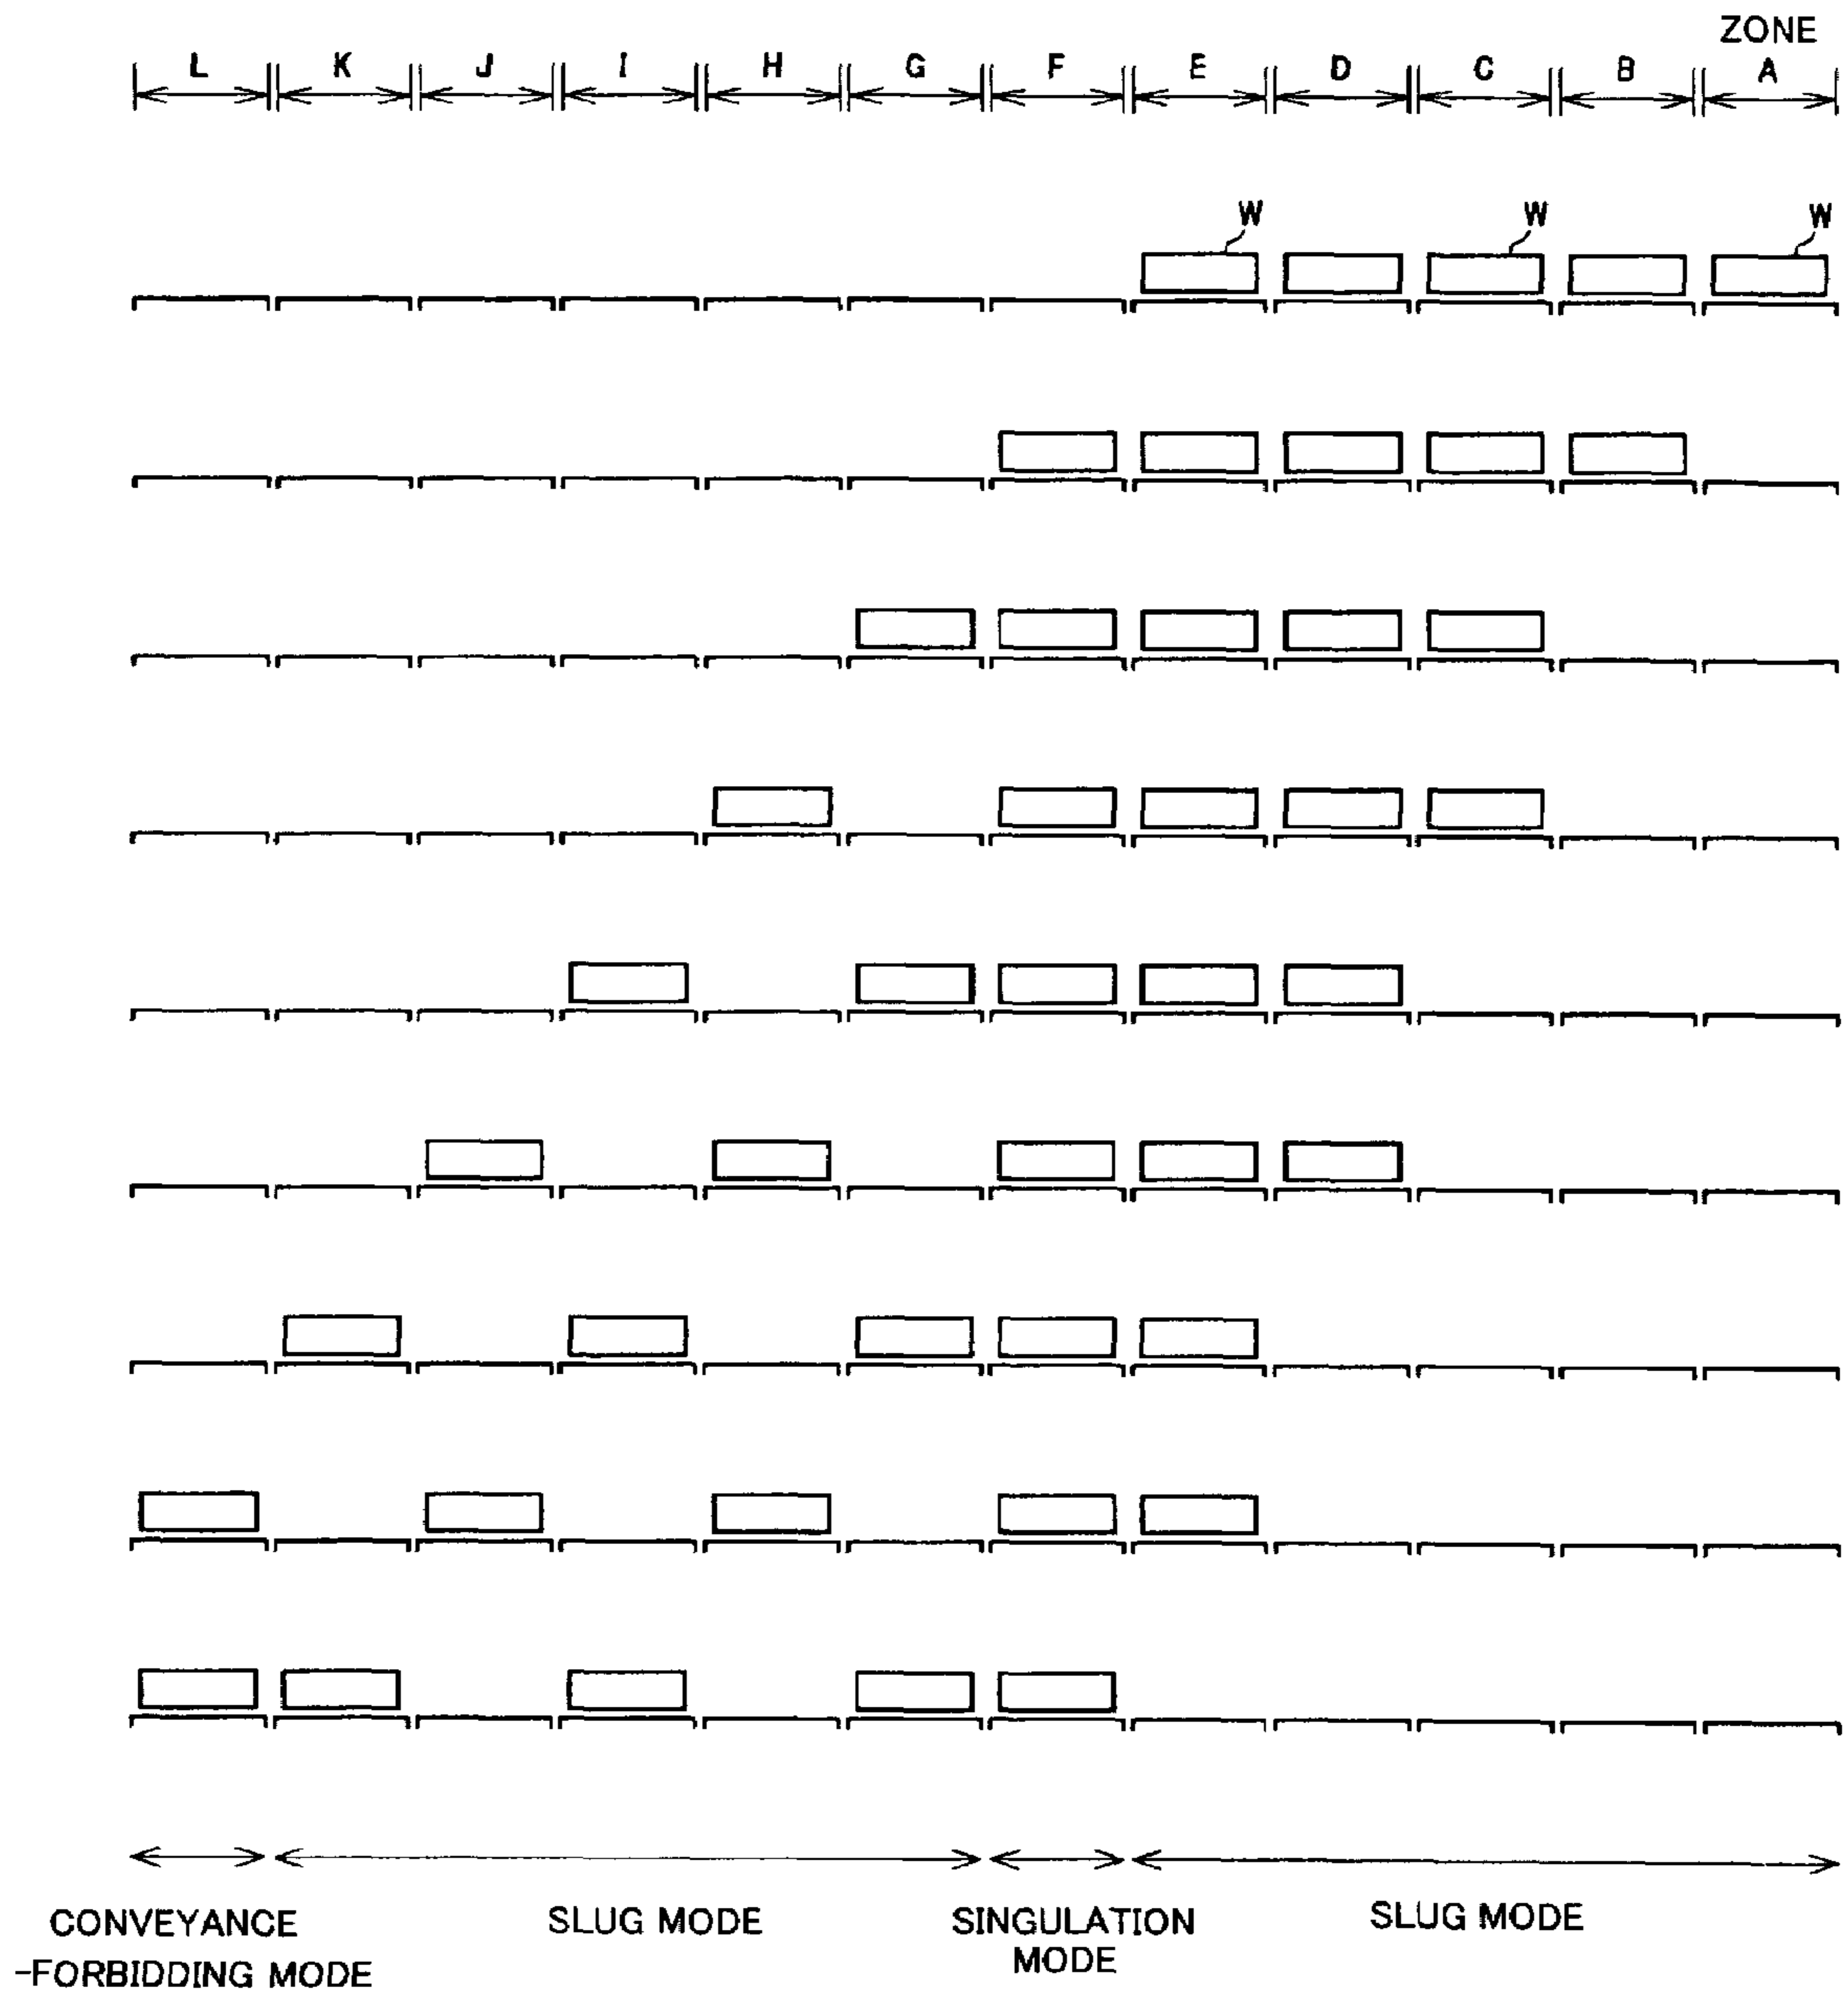 ZONE
L K J I H G F E D C B A
W W W
CONVEYANCE
-FORBIDDING MODE
SLUG MODE
SINGULATION
MODE
SLUG MODE